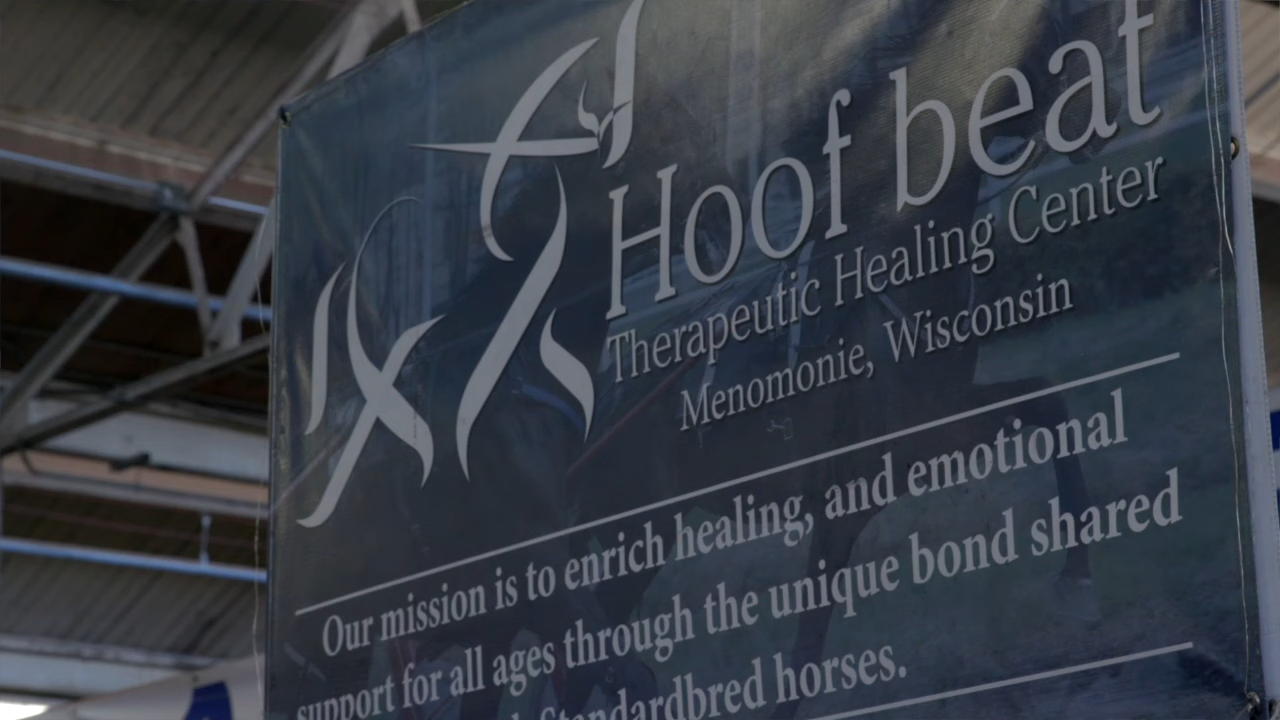 Hoof beat
Therapeutic Healing Center
Menomonie, Wisconsin
Our mission is to enrich healing, and emotional
support for all ages through the unique bond shared
Standardbred horses.